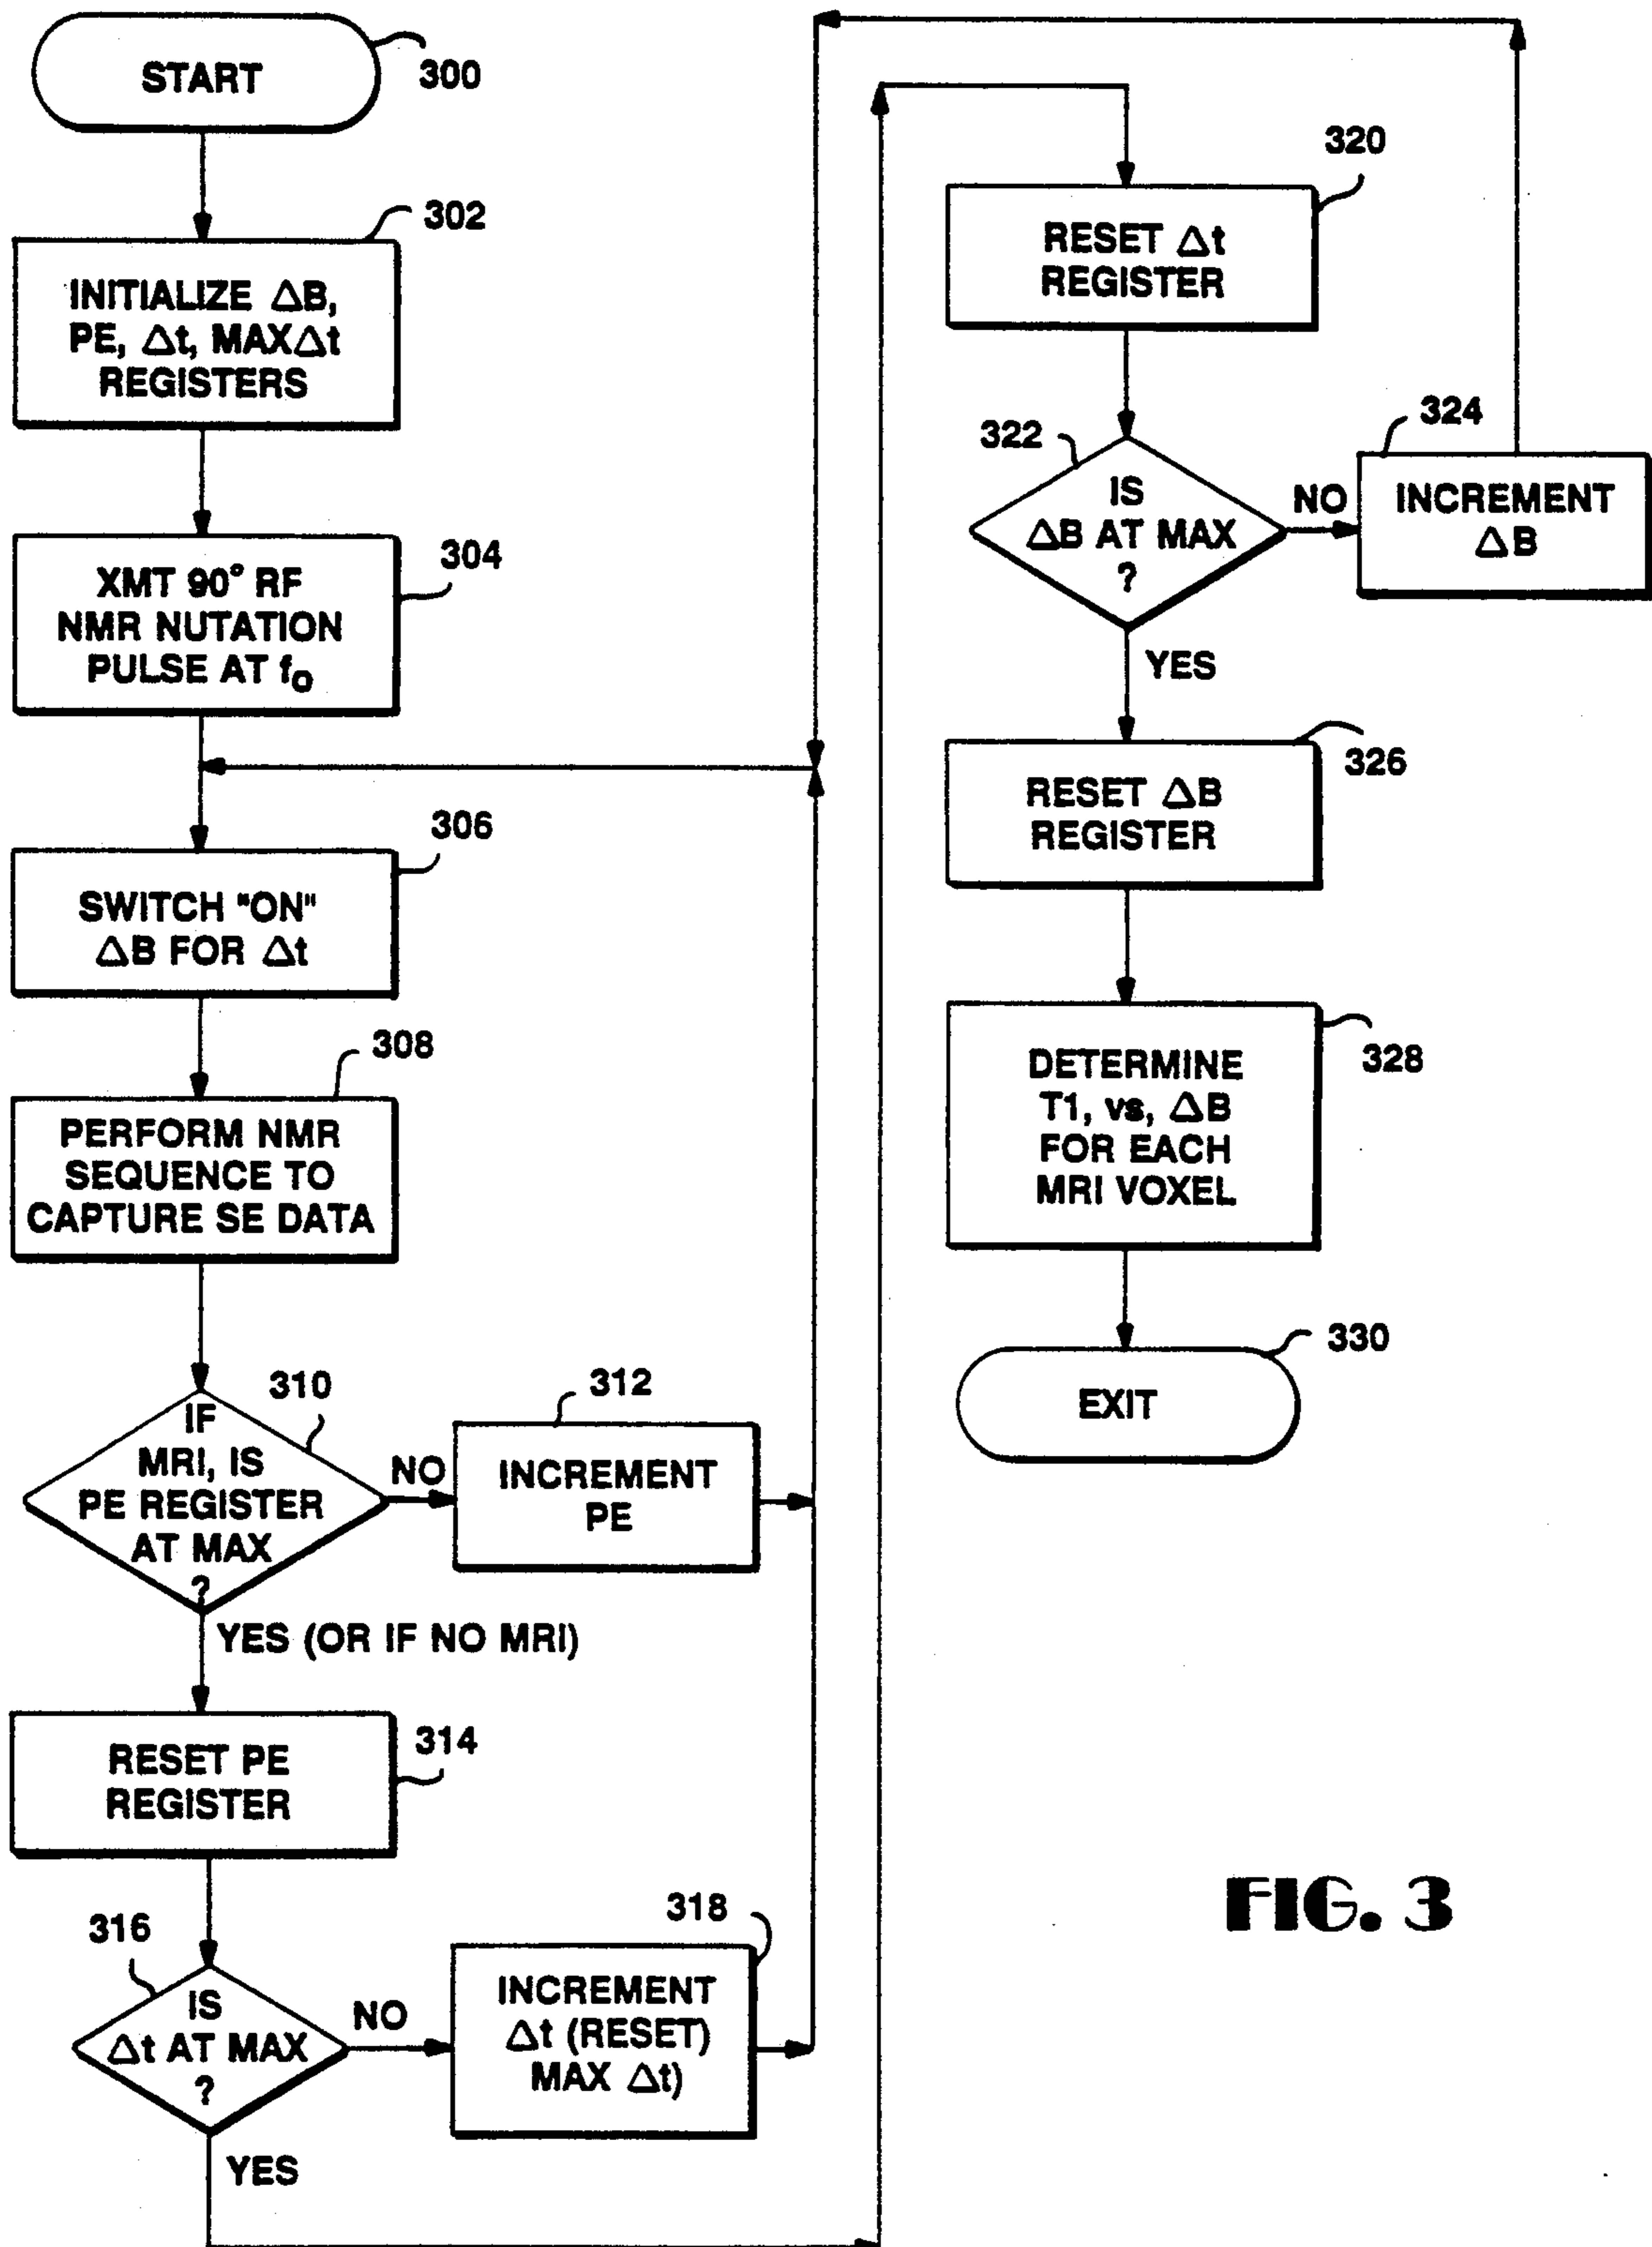 START
300
302
INITIALIZE ΔB,
PE, Δt, MAXΔt
REGISTERS
304
XMT 90° RF
NMR NUTATION
PULSE AT fo
306
SWITCH "ON"
ΔB FOR Δt
308
PERFORM NMR
SEQUENCE TO
CAPTURE SE DATA
310
IF
MRI, IS
PE REGISTER
AT MAX
?
NO
312
INCREMENT
PE
YES (OR IF NO MRI)
314
RESET PE
REGISTER
316
IS
Δt AT MAX
?
NO
318
INCREMENT
Δt (RESET)
MAX Δt)
YES
320
RESET Δt
REGISTER
322
IS
ΔB AT MAX
?
NO
324
INCREMENT
ΔB
YES
326
RESET ΔB
REGISTER
328
DETERMINE
T1, vs, ΔB
FOR EACH
MRI VOXEL
330
EXIT
FIG. 3